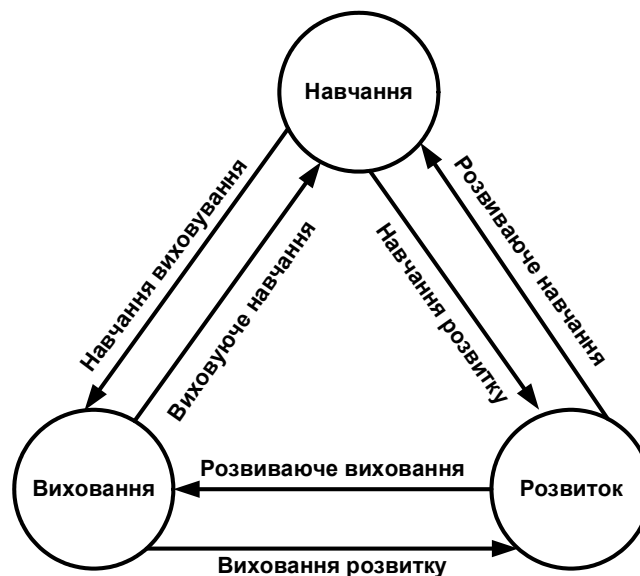 Навчання
Навчання виховування
Виховуюче навчання
Навчання розвитку
Розвиваюче навчання
Виховання
Розвиваюче виховання
Розвиток
Виховання розвитку